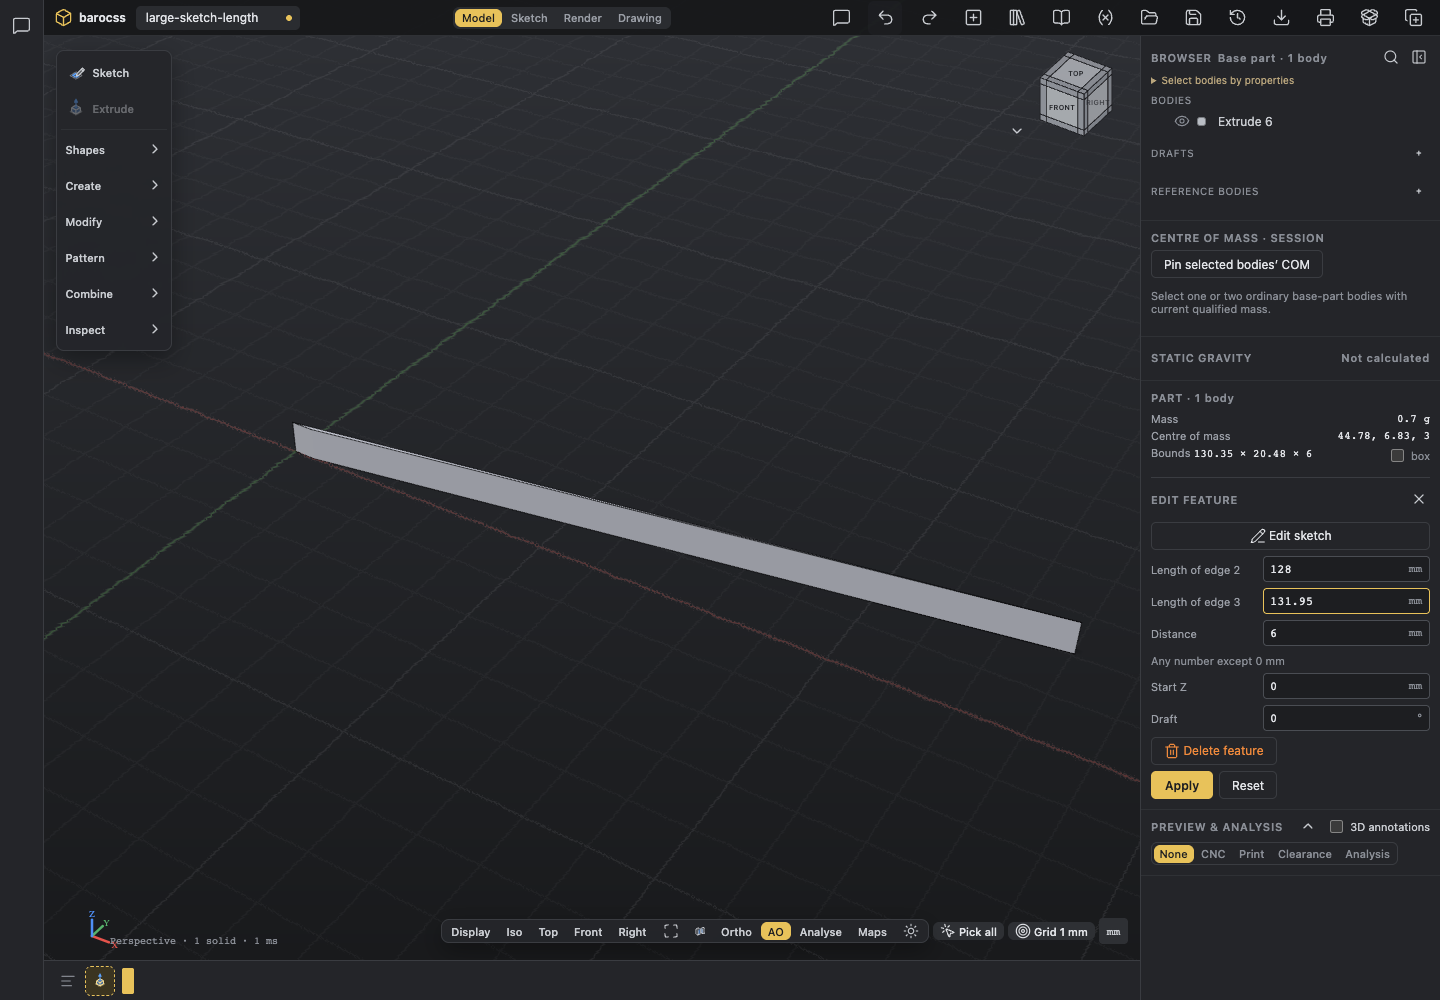 barocss
large-sketch-length
Model
Sketch
Render
Drawing
Sketch
Extrude
Shapes
Create
Modify
Pattern
Combine
Inspect
TOP
FRONT
RIGHT
BROWSER Base part · 1 body
Select bodies by properties
BODIES
Extrude 6
DRAFTS
REFERENCE BODIES
CENTRE OF MASS · SESSION
Pin selected bodies’ COM
Select one or two ordinary base-part bodies with
current qualified mass.
STATIC GRAVITY Not calculated
PART · 1 body
Mass 0.7 g
Centre of mass 44.78, 6.83, 3
Bounds 130.35 × 20.48 × 6 box
EDIT FEATURE
Edit sketch
Length of edge 2 128 mm
Length of edge 3 131.95 mm
Distance 6 mm
Any number except 0 mm
Start Z 0 mm
Draft 0 °
Delete feature
Apply Reset
PREVIEW & ANALYSIS 3D annotations
None CNC Print Clearance Analysis
Z
Y
X
Perspective · 1 solid · 1 ms
Display Iso Top Front Right Ortho AO Analyse Maps Pick all Grid 1 mm mm